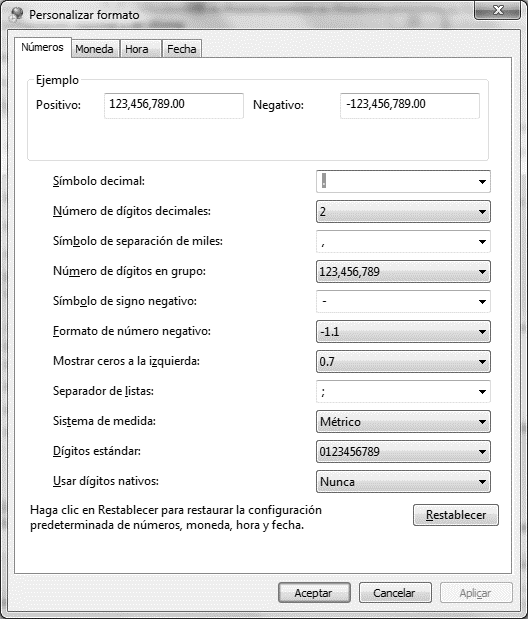 Personalizar formato
Números Moneda Hora Fecha
Ejemplo
Positivo: 123,456,789.00 Negativo: -123,456,789.00
Símbolo decimal: .
Número de dígitos decimales: 2
Símbolo de separación de miles: ,
Número de dígitos en grupo: 123,456,789
Símbolo de signo negativo: -
Formato de número negativo: -1.1
Mostrar ceros a la izquierda: 0.7
Separador de listas: ;
Sistema de medida: Métrico
Dígitos estándar: 0123456789
Usar dígitos nativos: Nunca
Haga clic en Restablecer para restaurar la configuración
predeterminada de números, moneda, hora y fecha.
Restablecer
Aceptar Cancelar Aplicar